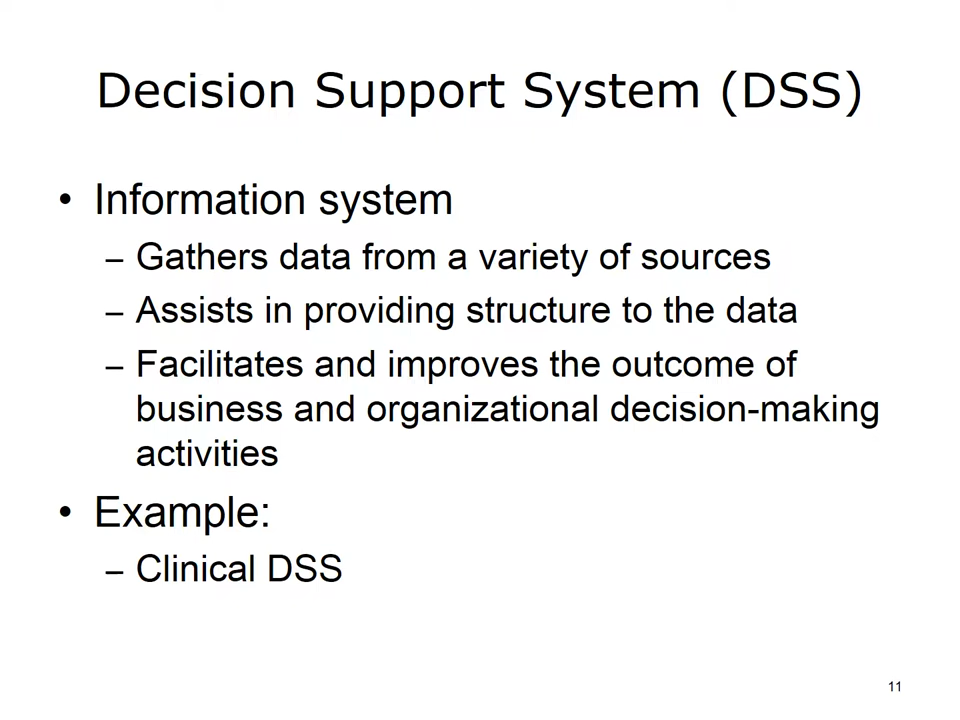 Decision Support System (DSS)
• Information system
– Gathers data from a variety of sources
– Assists in providing structure to the data
– Facilitates and improves the outcome of
business and organizational decision-making
activities
• Example:
– Clinical DSS
11